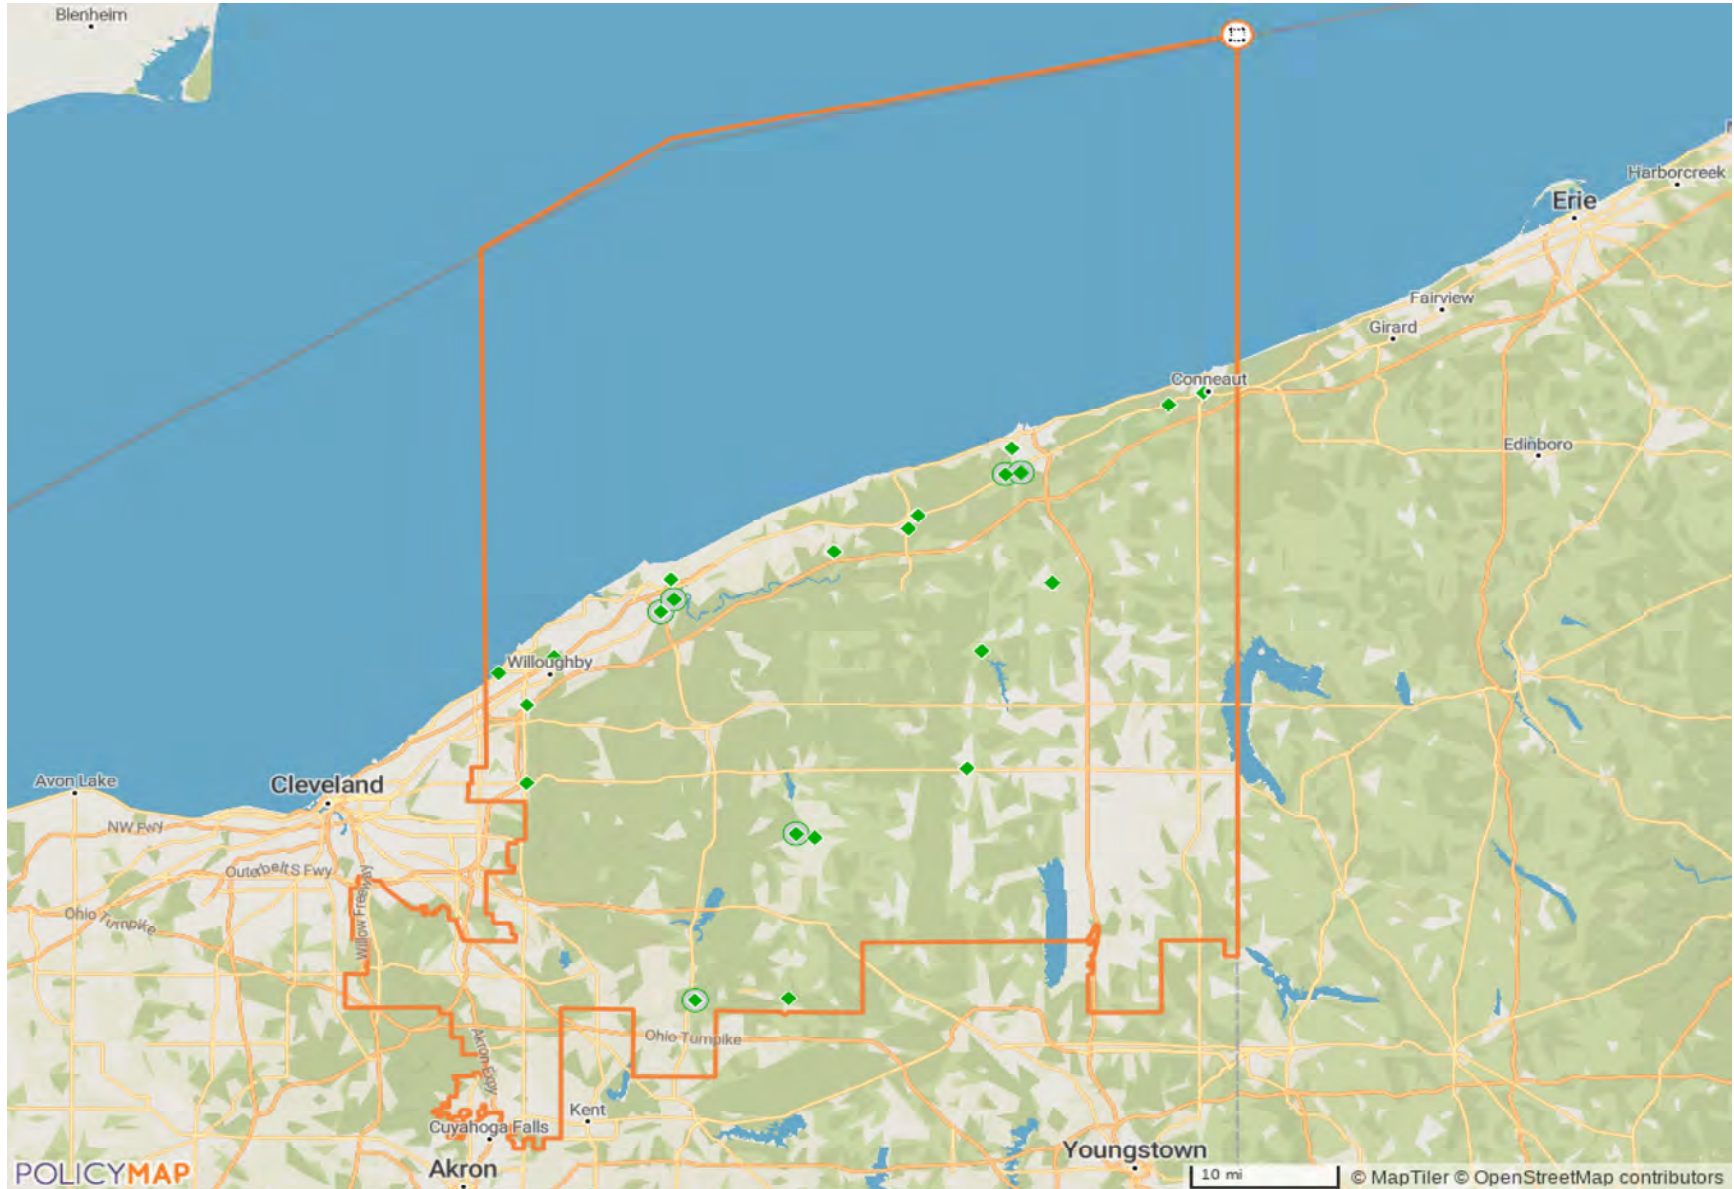 Blenheim
Harborcreek
Erie
Fairview
Girard
Conneaut
Edinboro
Willoughby
Avon Lake
Cleveland
NW Fwy
Outerbelt S Fwy
Willow Freeway
Ohio Turnpike
Ohio Turnpike
Akron Expy
Kent
Cuyahoga Falls
Youngstown
Akron
POLICYMAP
10 mi
© MapTiler © OpenStreetMap contributors